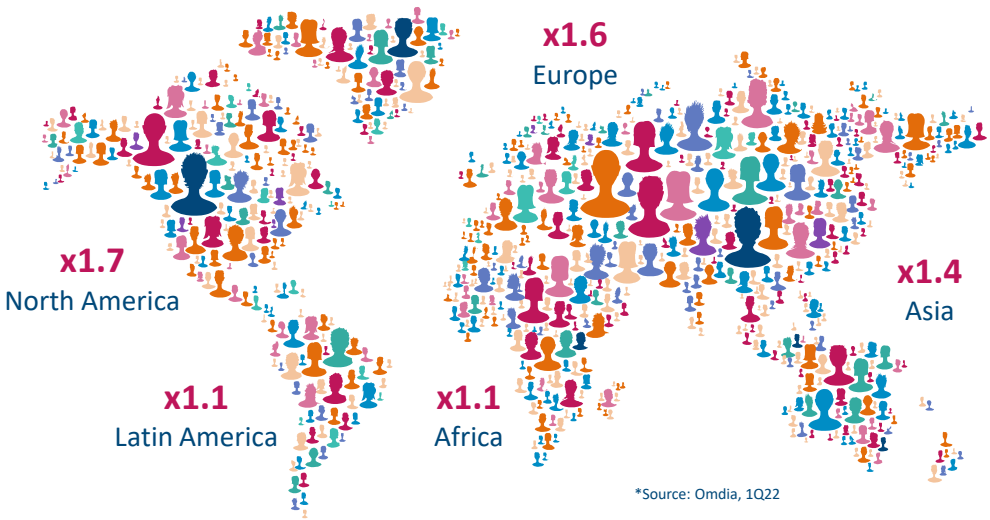 x1.6
Europe
x1.7
North America
x1.4
Asia
x1.1
Latin America
x1.1
Africa
*Source: Omdia, 1Q22